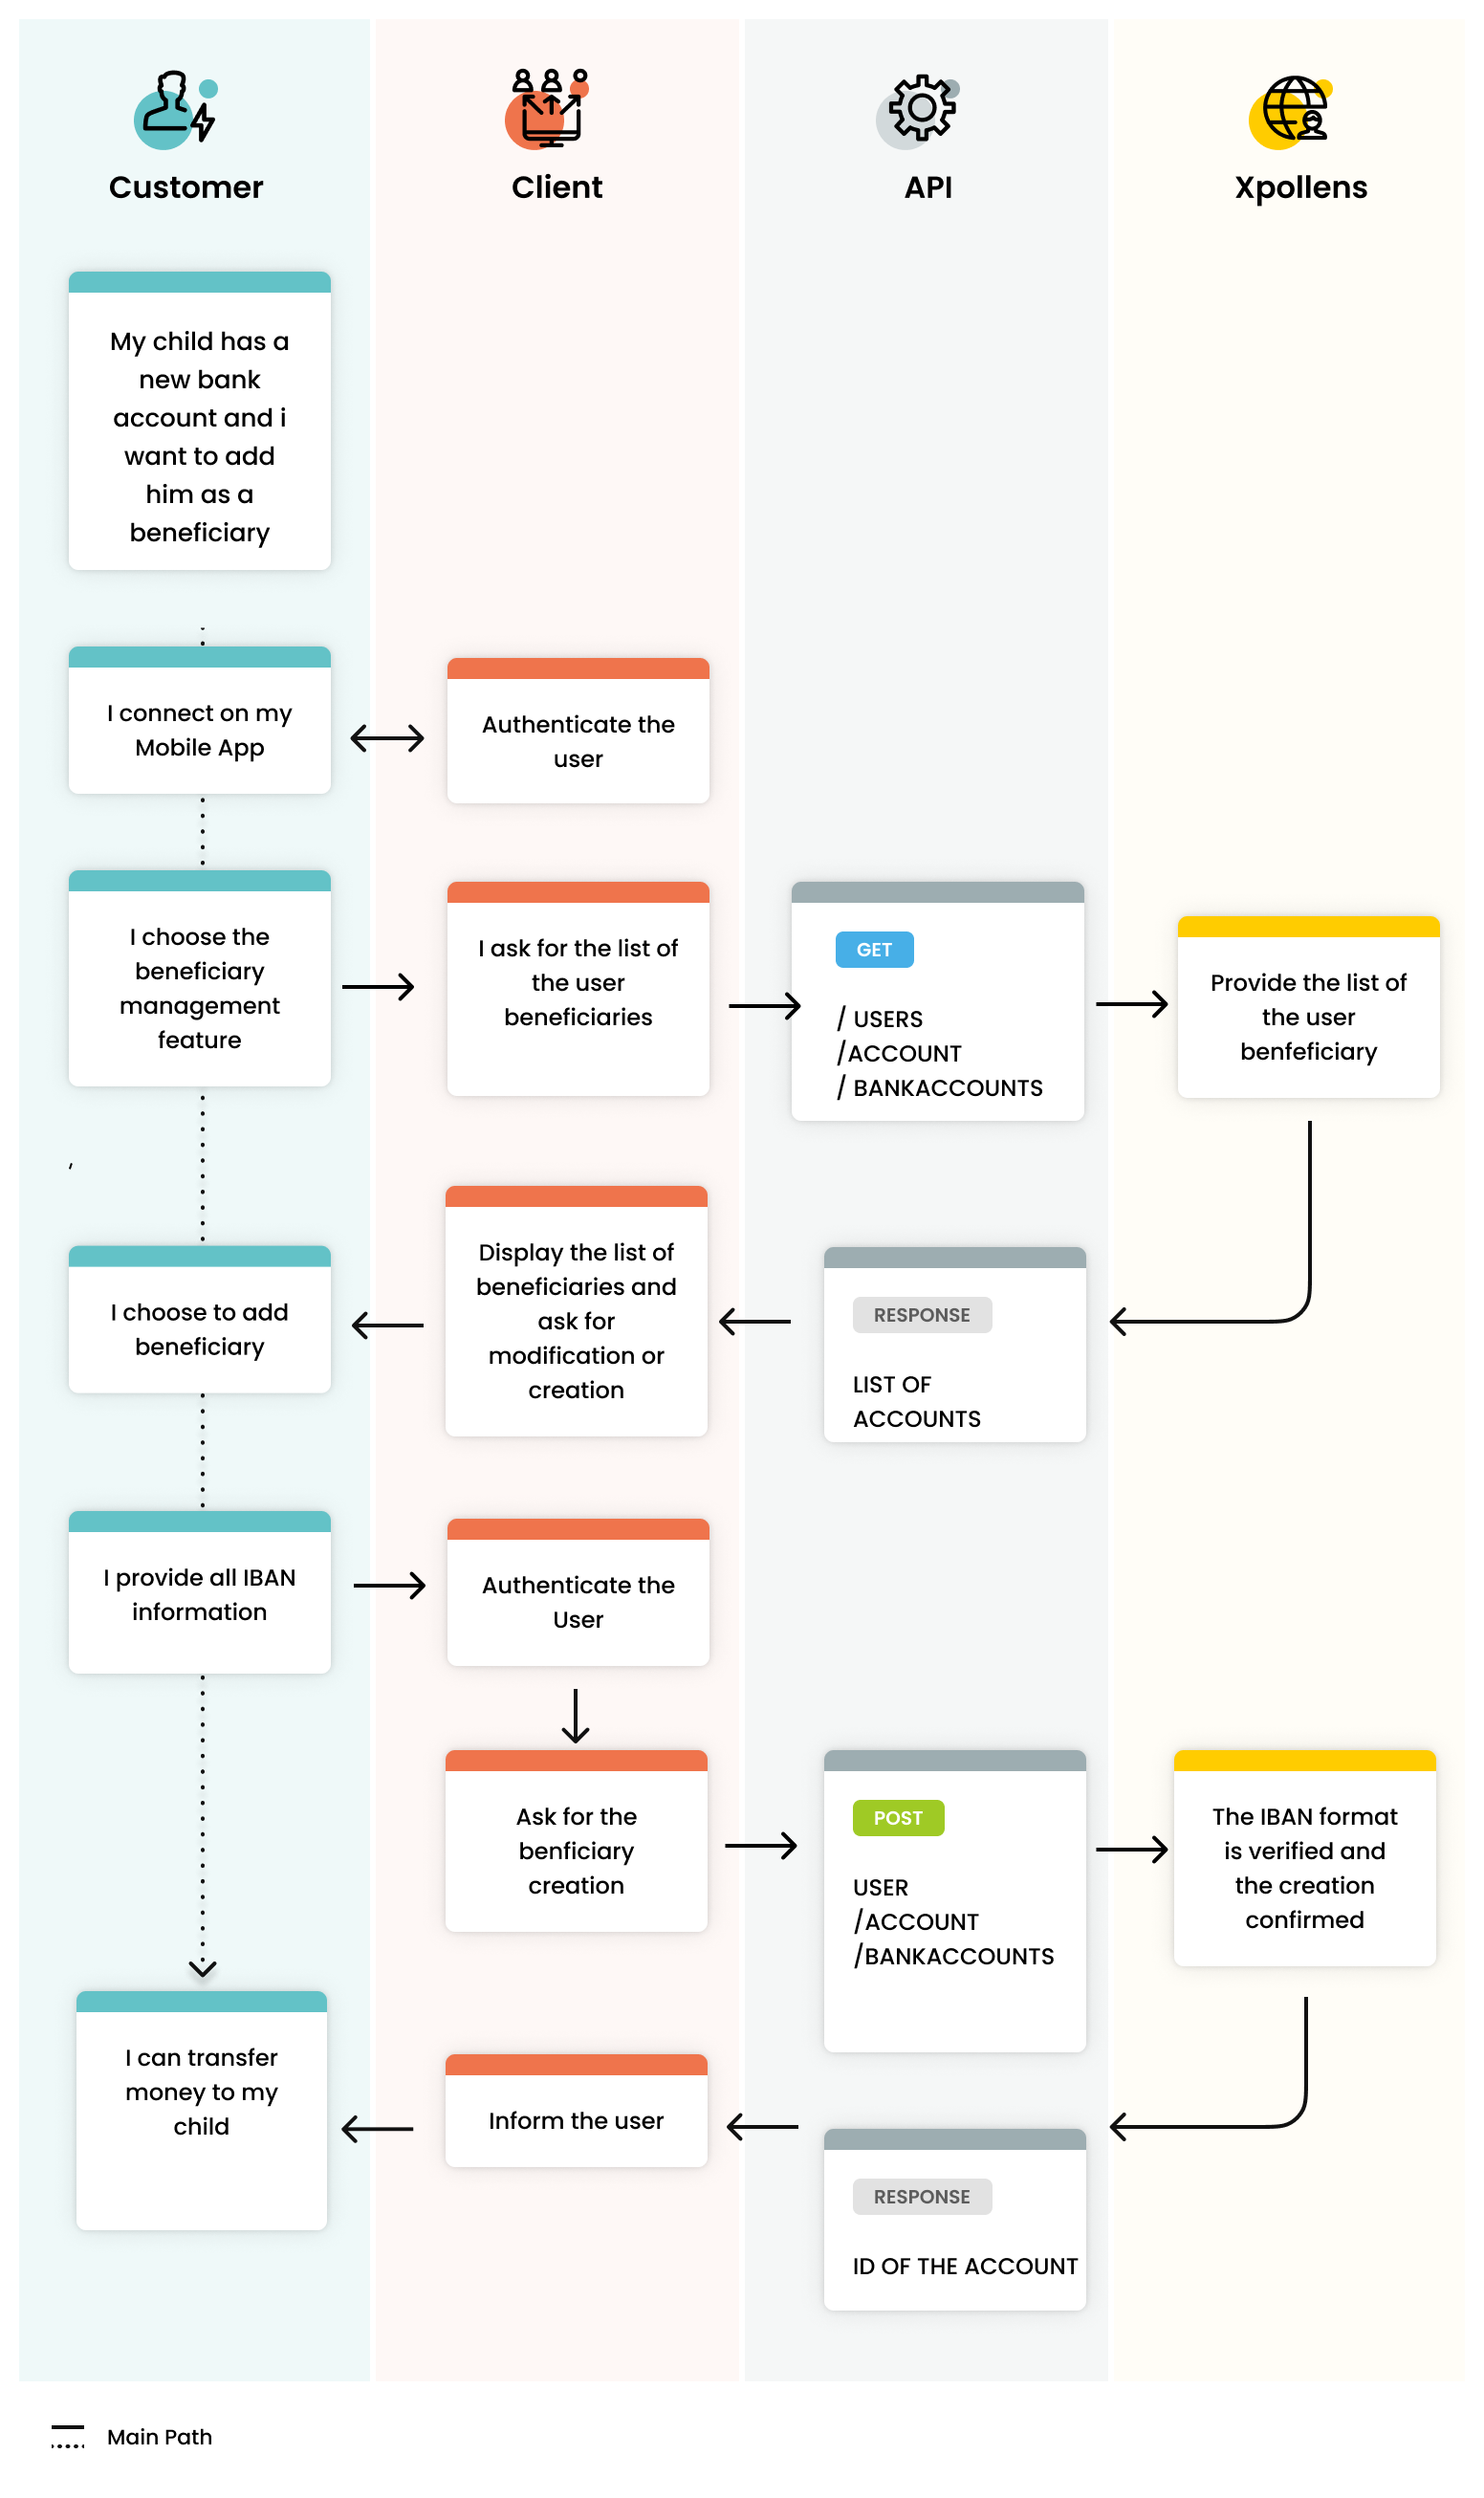 Customer
Client
API
Xpollens
My child has a
new bank
account and i
want to add
him as a
beneficiary
I connect on my
Mobile App
Authenticate the
user
I choose the
beneficiary
management
feature
I ask for the list of
the user
beneficiaries
GET
/ USERS
/ACCOUNT
/ BANKACCOUNTS
Provide the list of
the user
benfeficiary
,
Display the list of
beneficiaries and
ask for
modification or
creation
I choose to add
beneficiary
RESPONSE
LIST OF
ACCOUNTS
I provide all IBAN
information
Authenticate the
User
Ask for the
benficiary
creation
POST
USER
/ACCOUNT
/BANKACCOUNTS
The IBAN format
is verified and
the creation
confirmed
I can transfer
money to my
child
Inform the user
RESPONSE
ID OF THE ACCOUNT
Main Path